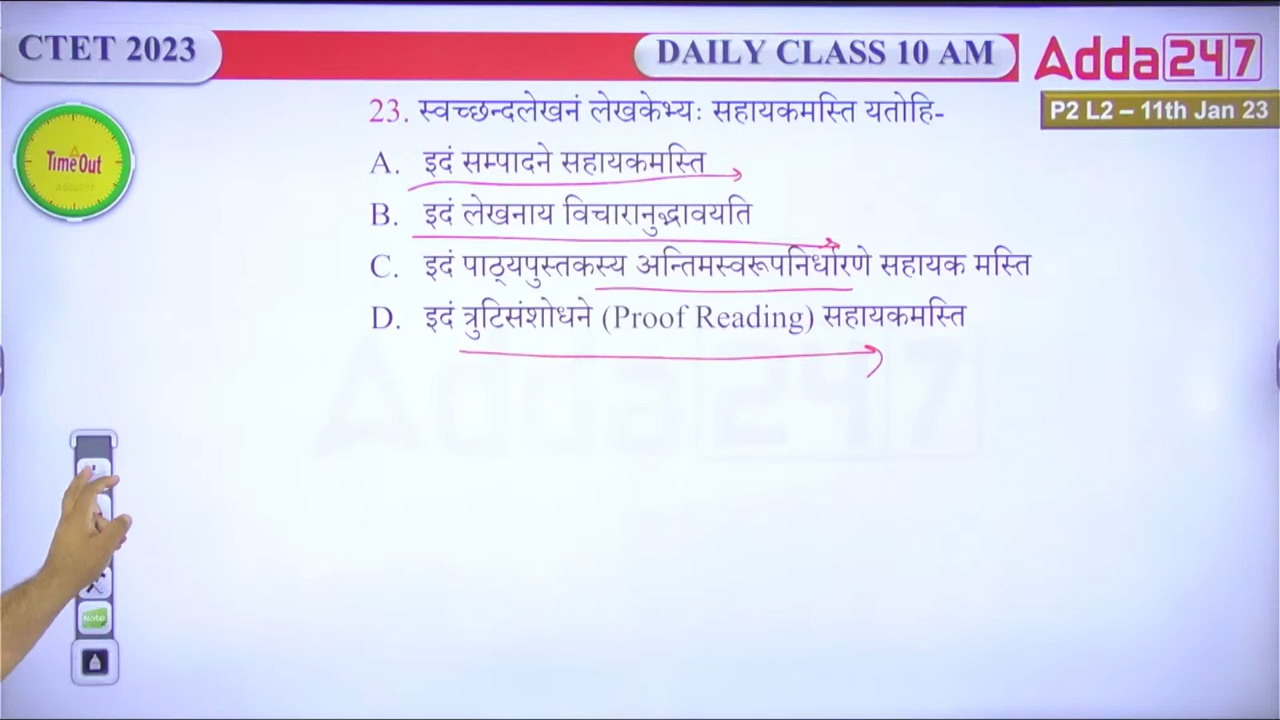 CTET 2023
DAILY CLASS 10 AM
Adda247
P2 L2 – 11th Jan 23
Time Out
adda247
23. स्वच्छन्दलेखनं लेखकेभ्यः सहायकमस्ति यतोहि-
A. इदं सम्पादने सहायकमस्ति
B. इदं लेखनाय विचारानुद्भावयति
C. इदं पाठ्यपुस्तकस्य अन्तिमस्वरूपनिर्धारणे सहायक मस्ति
D. इदं त्रुटिसंशोधने (Proof Reading) सहायकमस्ति
Note